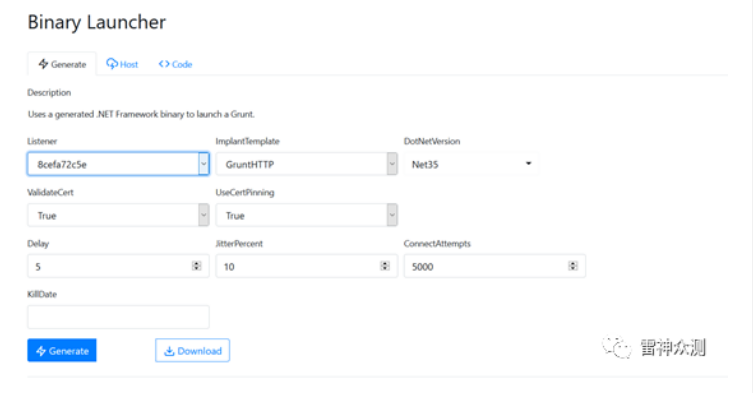 Binary Launcher
Generate Host Code
Description
Uses a generated .NET Framework binary to launch a Grunt.
Listener ImplantTemplate DotNetVersion
8cefa72c5e GruntHTTP Net35
ValidateCert UseCertPinning
True True
Delay JitterPercent ConnectAttempts
5 10 5000
KillDate
Generate Download
雷神众测